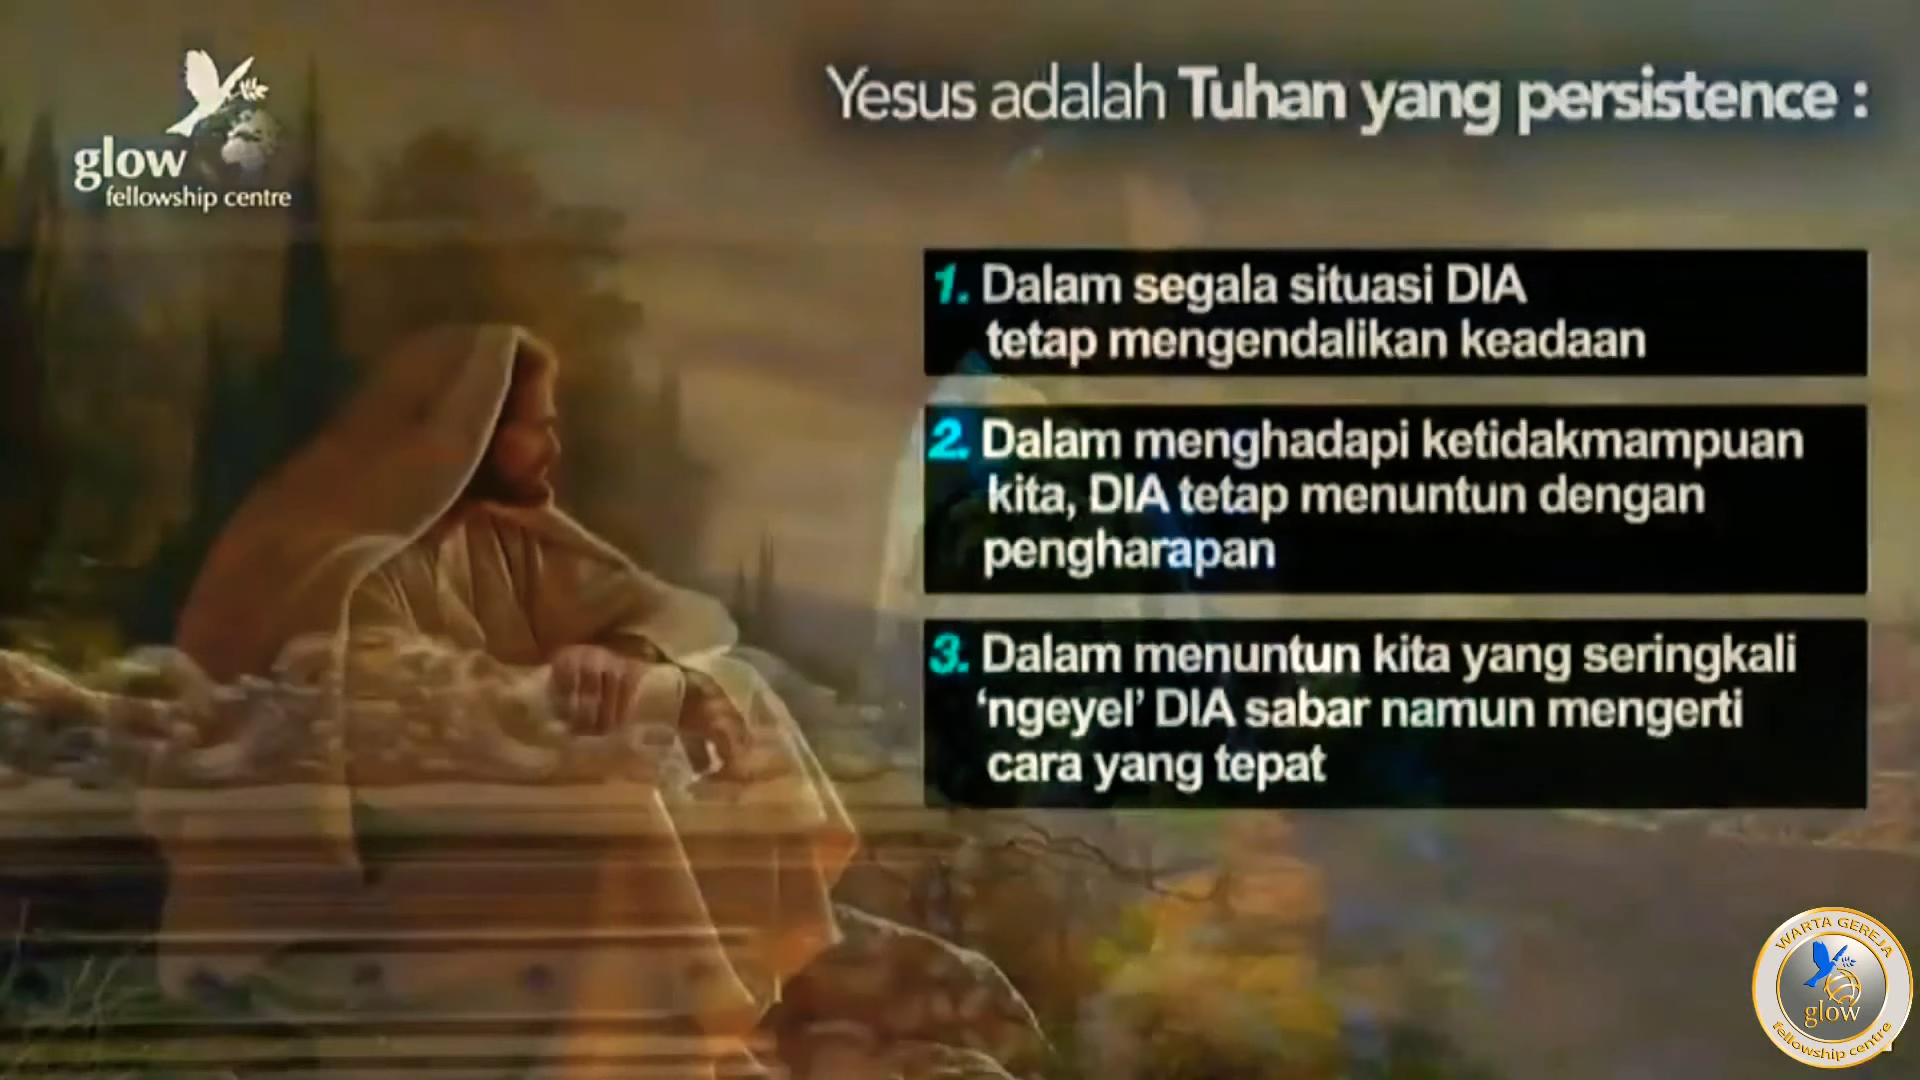 glow
fellowship centre
Yesus adalah Tuhan yang persistence :
1. Dalam segala situasi DIA
tetap mengendalikan keadaan
2. Dalam menghadapi ketidakmampuan
kita, DIA tetap menuntun dengan
pengharapan
3. Dalam menuntun kita yang seringkali
‘ngeyel’ DIA sabar namun mengerti
cara yang tepat
WARTA GEREJA
glow
fellowship centre